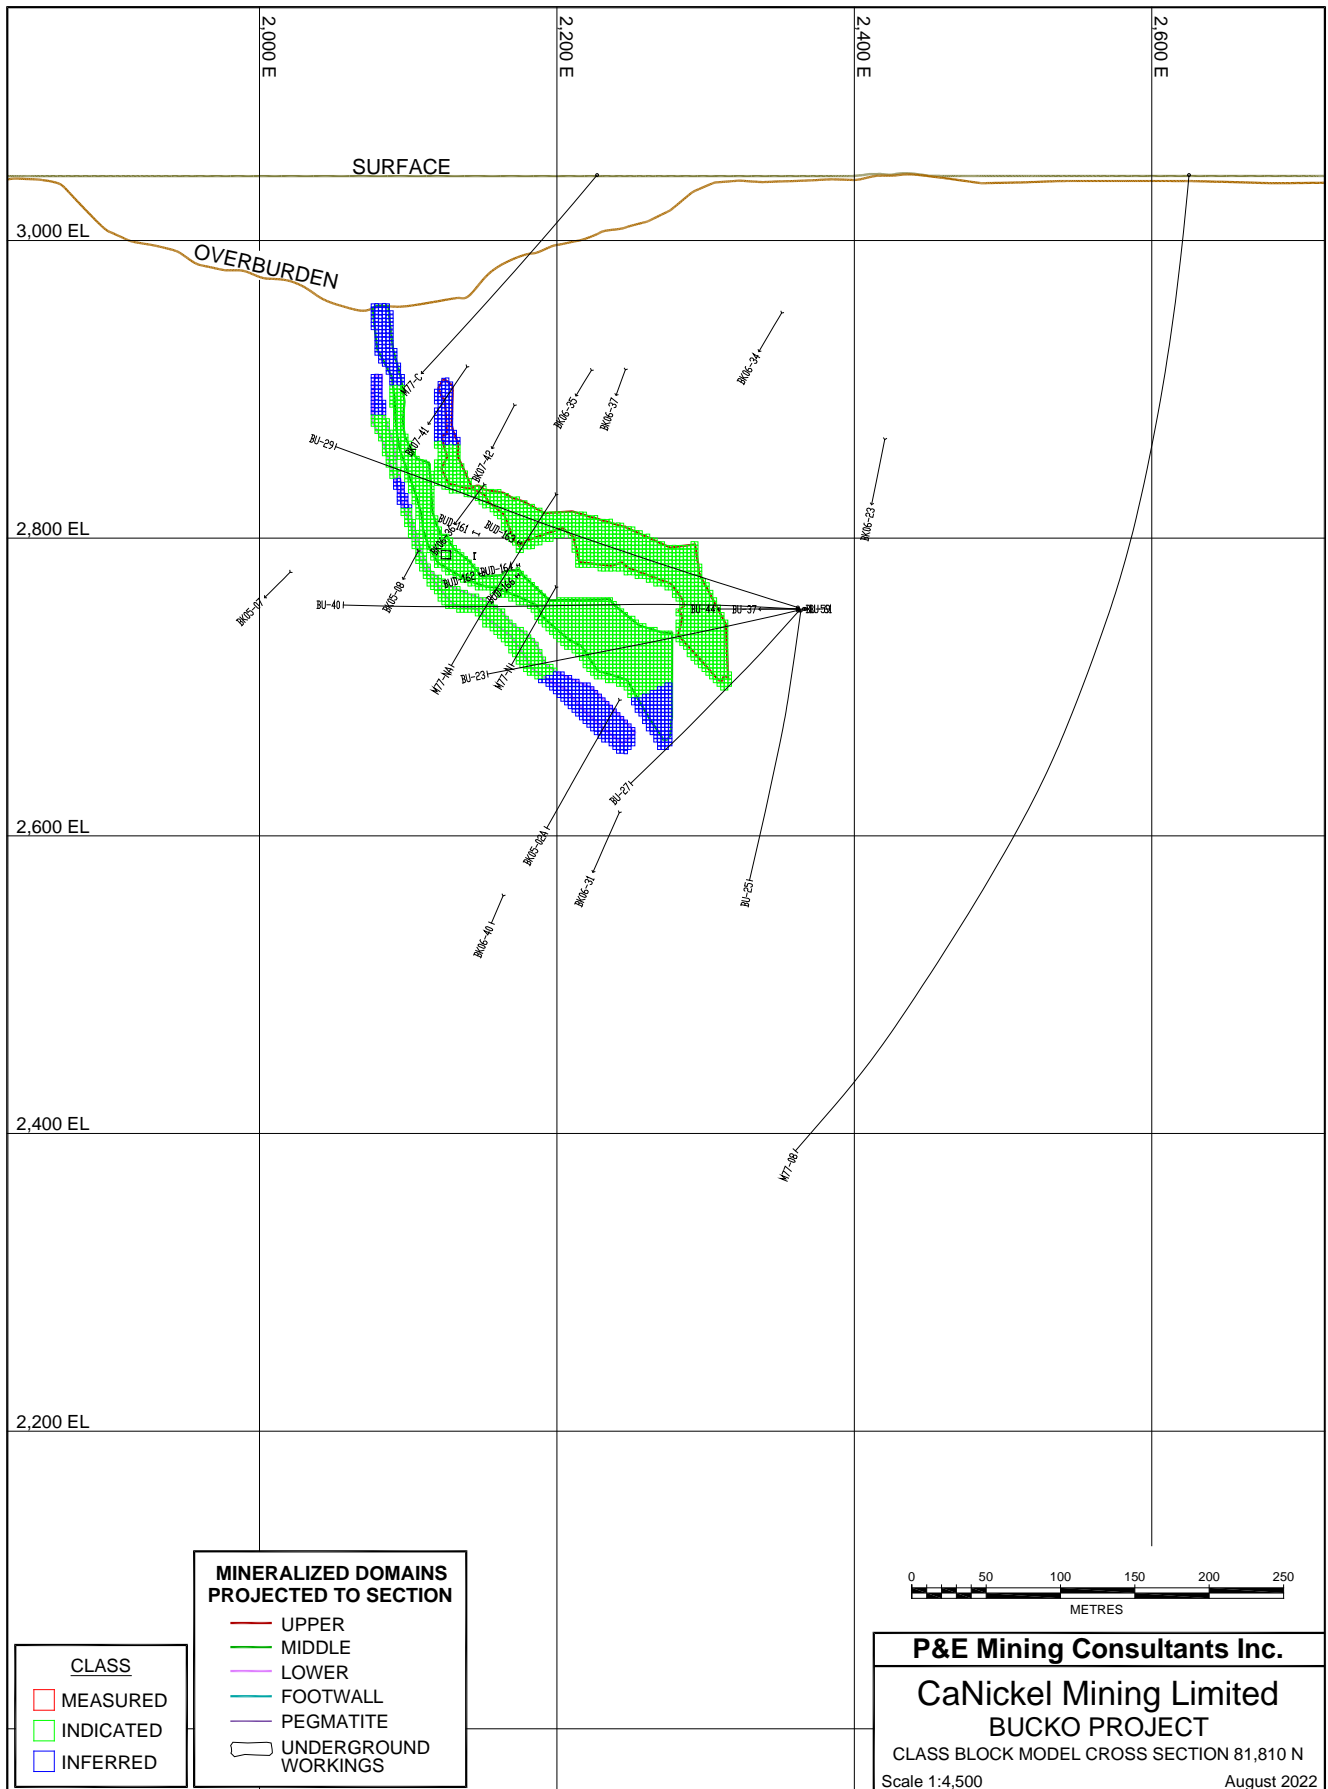 2,000 E
2,200 E
2,400 E
2,600 E
SURFACE
3,000 EL
OVERBURDEN
M77-C
BK06-34
BK06-35
BK06-37
BK07-41
BU-29
BK07-42
BK06-23
2,800 EL
BUD-161
BUD-163
BK06-36
BUD-162
BUD-164
BUD-166
BK05-08
BK05-07
BU-40
BU-44
BU-37
M77-NA
M77-N
BU-23
BU-27
2,600 EL
BK05-02A
BK06-31
BU-25
BK06-40
2,400 EL
M77-08
2,200 EL
MINERALIZED DOMAINS
PROJECTED TO SECTION
UPPER
MIDDLE
LOWER
FOOTWALL
PEGMATITE
UNDERGROUND
WORKINGS
CLASS
MEASURED
INDICATED
INFERRED
0 50 100 150 200 250
METRES
P&E Mining Consultants Inc.
CaNickel Mining Limited
BUCKO PROJECT
CLASS BLOCK MODEL CROSS SECTION 81,810 N
Scale 1:4,500 August 2022